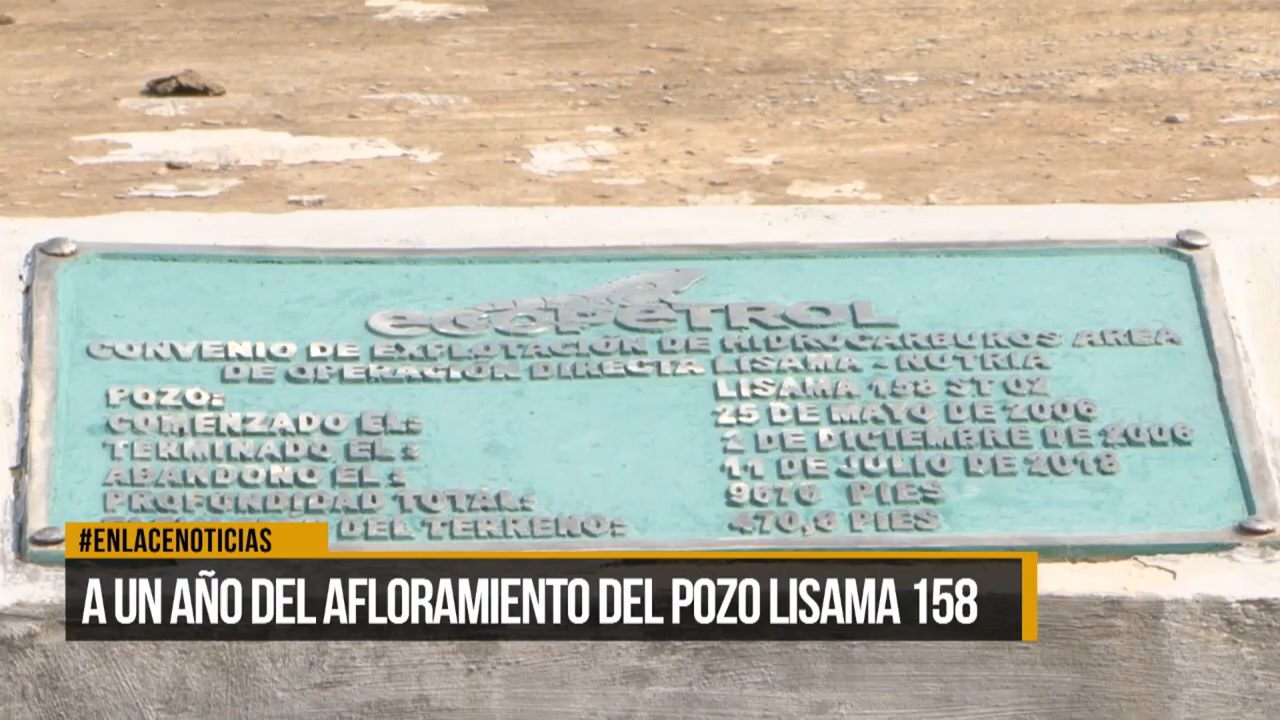 ecopetrol
CONVENIO DE EXPLOTACIÓN DE HIDROCARBUROS AREA
DE OPERACIÓN DIRECTA LISAMA - NUTRIA
POZO: LISAMA 158 ST 02
COMENZADO EL: 25 DE MAYO DE 2006
TERMINADO EL : 2 DE DICIEMBRE DE 2006
ABANDONO EL : 11 DE JULIO DE 2018
PROFUNDIDAD TOTAL: 9670 PIES
DEL TERRENO: 470,8 PIES
#ENLACENOTICIAS
A UN AÑO DEL AFLORAMIENTO DEL POZO LISAMA 158